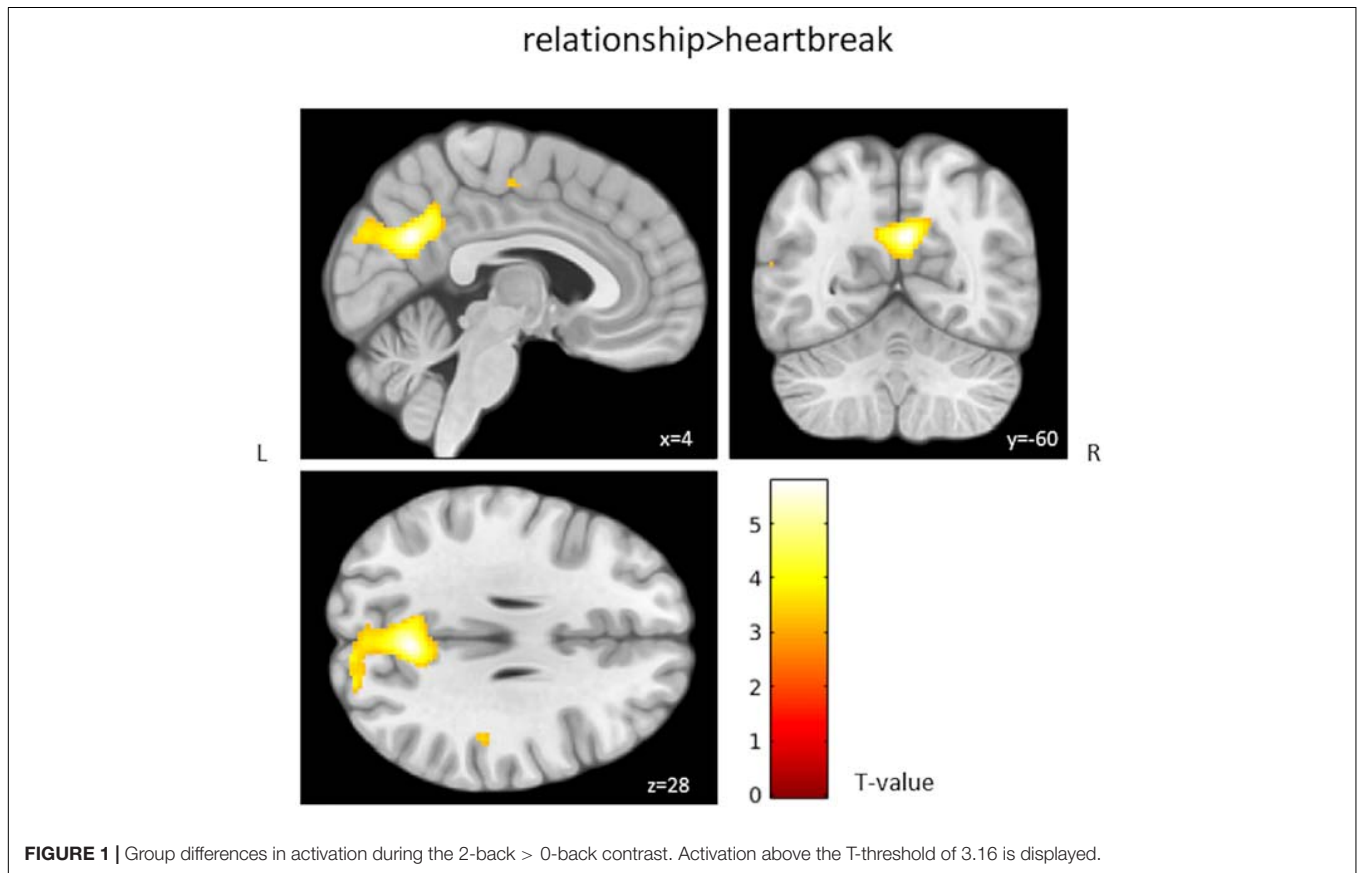 relationship>heartbreak
x=4
y=-60
L
R
z=28
5
4
3
2
1
0
T-value
FIGURE 1 | Group differences in activation during the 2-back > 0-back contrast. Activation above the T-threshold of 3.16 is displayed.